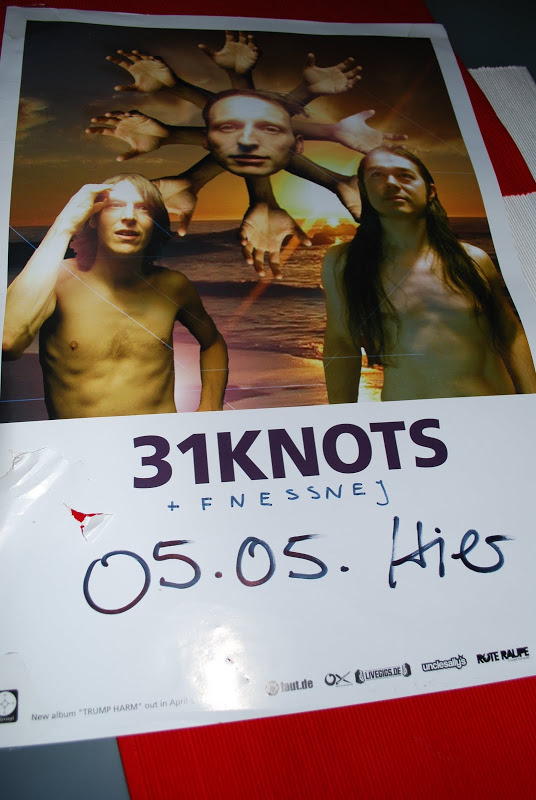 31KNOTS
+ FNESSNEJ
05.05. Hier
laut.de OX LIVEGIGS.DE unclesally*s ROTE RAUPE
New album "TRUMP HARM" out in April